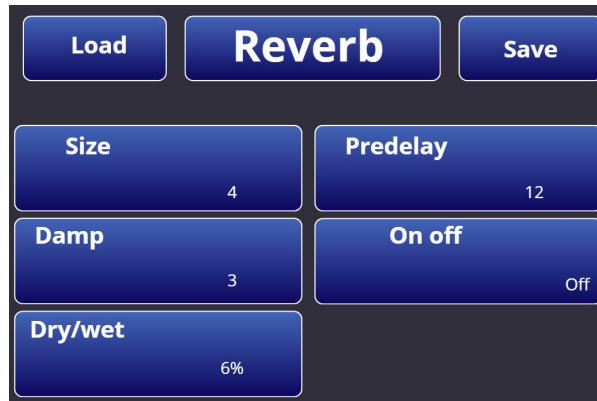 Load
Reverb
Save
Size
4
Predelay
12
Damp
3
On off
Off
Dry/wet
6%